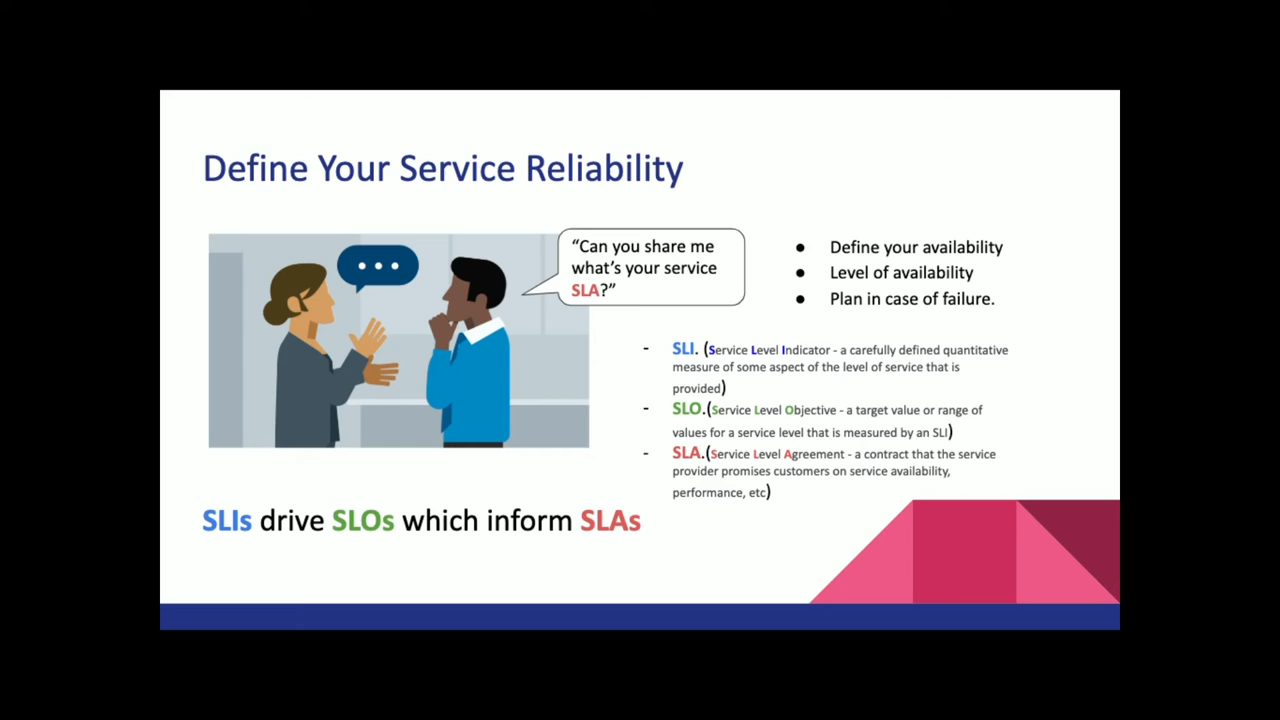 Define Your Service Reliability
“Can you share me
what’s your service
SLA?”
● Define your availability
● Level of availability
● Plan in case of failure.
- SLI. (Service Level Indicator - a carefully defined quantitative
measure of some aspect of the level of service that is
provided)
- SLO.(Service Level Objective - a target value or range of
values for a service level that is measured by an SLI)
- SLA.(Service Level Agreement - a contract that the service
provider promises customers on service availability,
performance, etc)
SLIs drive SLOs which inform SLAs